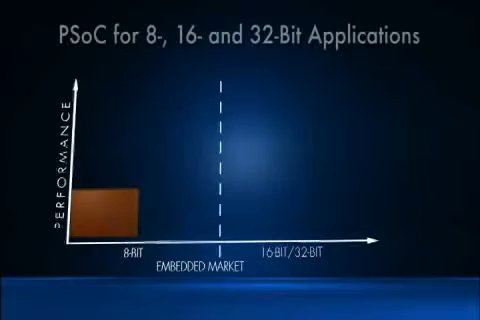 PSoC for 8-, 16- and 32-Bit Applications
PERFORMANCE
8-BIT
16-BIT/32-BIT
EMBEDDED MARKET